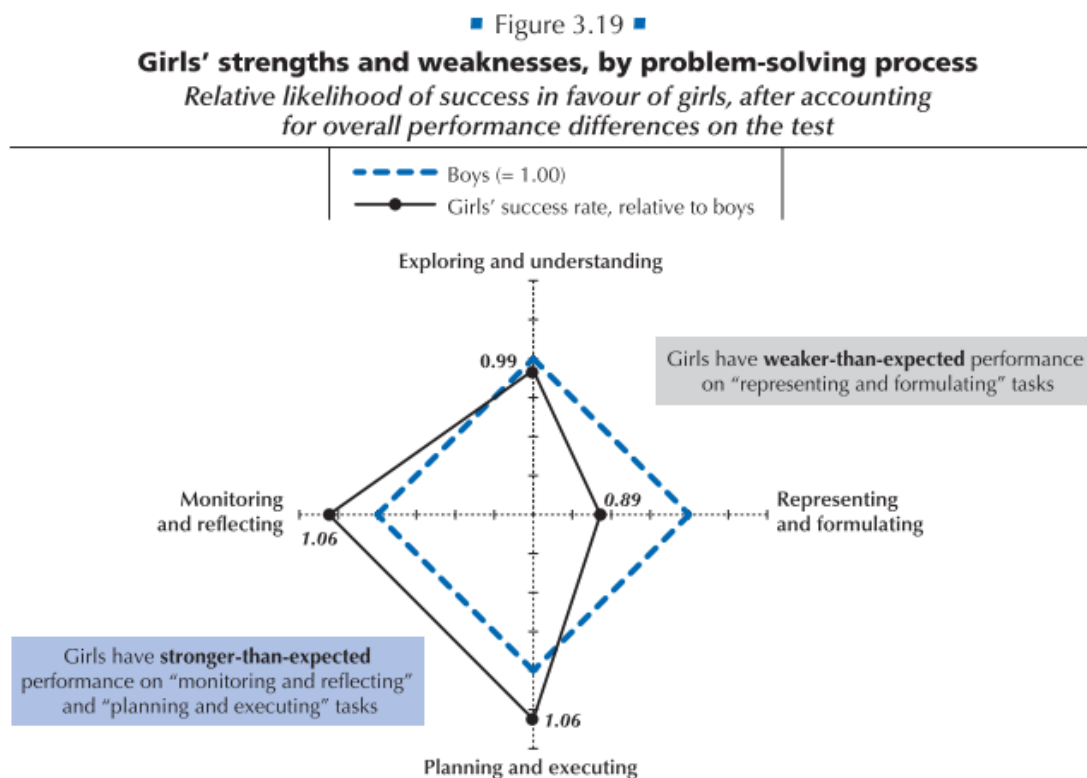 Figure 3.19
Girls' strengths and weaknesses, by problem-solving process
Relative likelihood of success in favour of girls, after accounting
for overall performance differences on the test
Boys (= 1.00)
Girls' success rate, relative to boys
Exploring and understanding
0.99
Girls have weaker-than-expected performance
on "representing and formulating" tasks
Monitoring
and reflecting
1.06
0.89
Representing
and formulating
Girls have stronger-than-expected
performance on "monitoring and reflecting"
and "planning and executing" tasks
1.06
Planning and executing